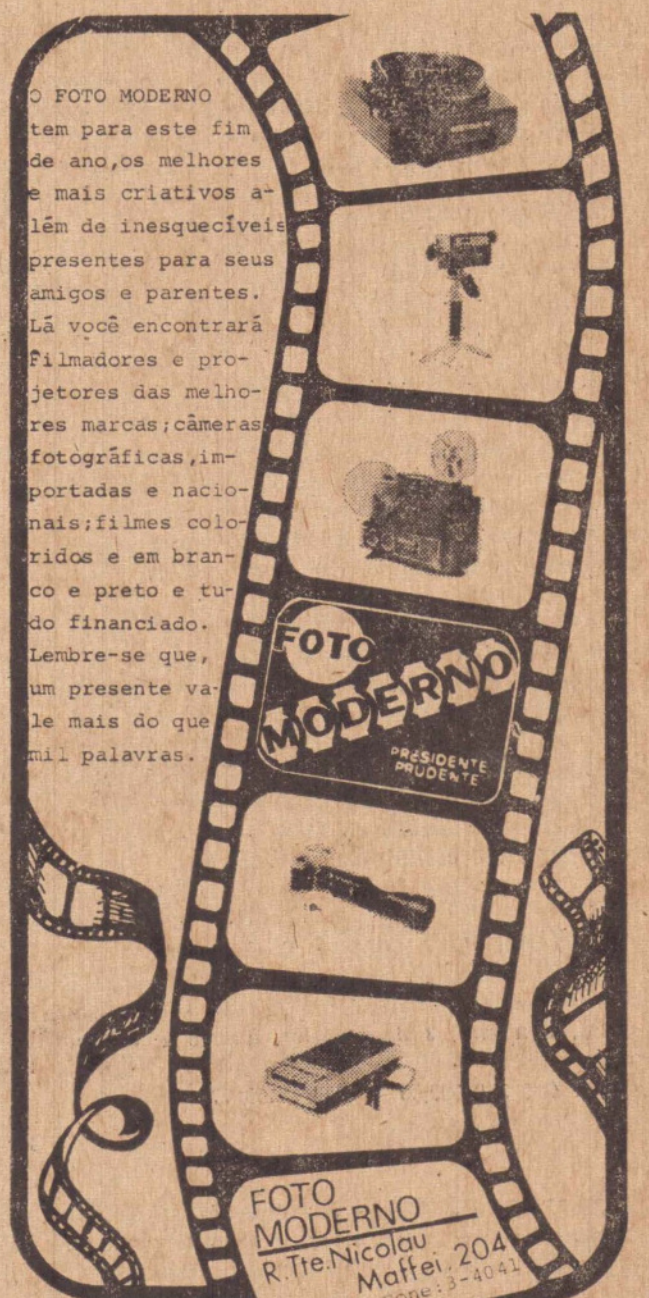 O FOTO MODERNO
tem para este fim
de ano,os melhores
e mais criativos a-
lém de inesquecíveis
presentes para seus
amigos e parentes.
Lá você encontrará
Filmadores e pro-
jetores das melho-
res marcas;câmeras
fotográficas,im-
portadas e nacio-
nais;filmes colo-
ridos e em bran-
co e preto e tu-
do financiado.
Lembre-se que,
um presente va-
le mais do que
mil palavras.
FOTO
MODERNO
PRESIDENTE
PRUDENTE
FOTO
MODERNO
R.Tte.Nicolau
Maffei, 204
one:3-4041